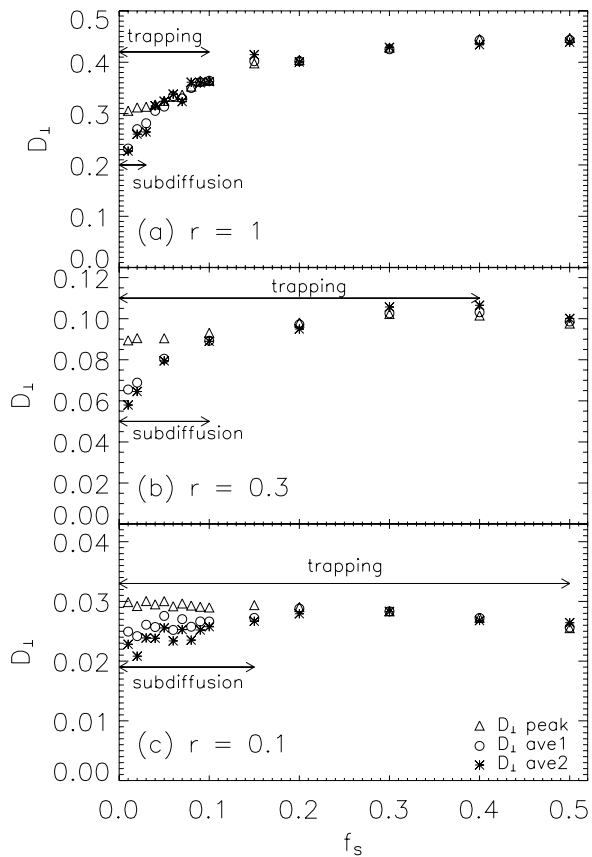 0.5
trapping
0.4
0.3
D⊥
0.2
subdiffusion
0.1
(a) r = 1
0.0
0.12
trapping
0.10
0.08
D⊥
0.06
0.04
subdiffusion
0.02
(b) r = 0.3
0.00
0.04
trapping
0.03
D⊥
0.02
subdiffusion
0.01
(c) r = 0.1
D⊥ peak
D⊥ ave1
D⊥ ave2
0.00
0.0 0.1 0.2 0.3 0.4 0.5
fs